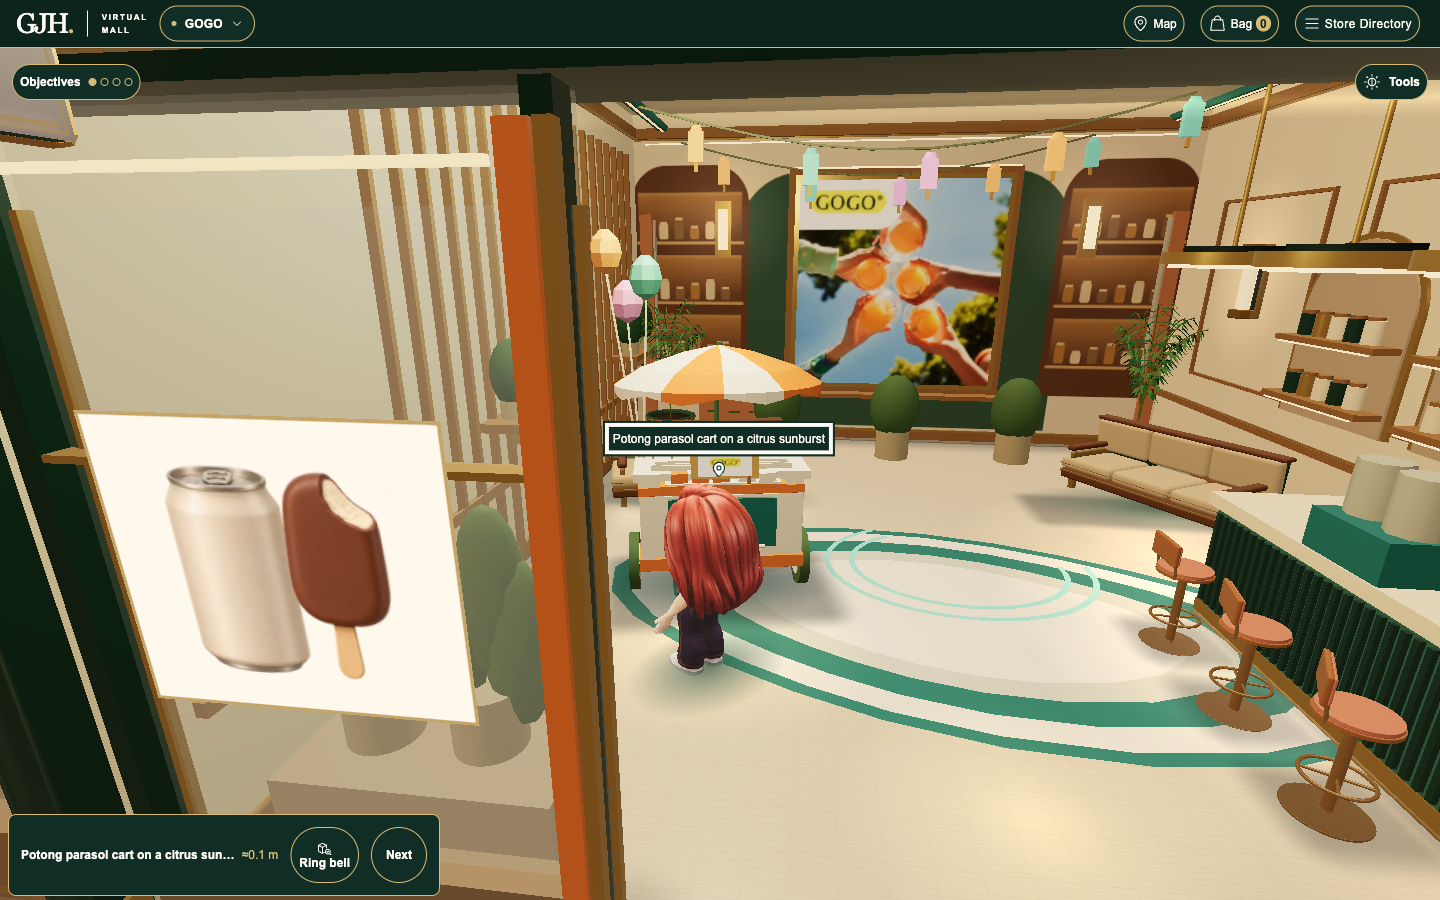 GJH.
VIRTUAL
MALL
GOGO
Map
Bag 0
Store Directory
Objectives
Tools
GOGO®
Potong parasol cart on a citrus sunburst
GOGO
Potong parasol cart on a citrus sun...
≈0.1 m
Ring bell
Next